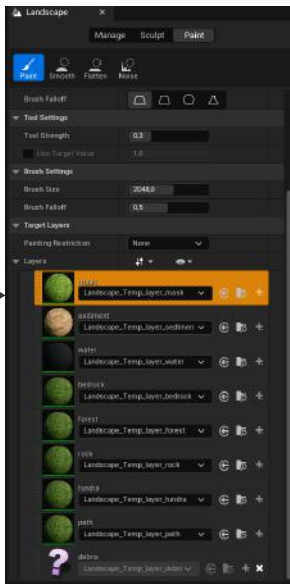 Landscape ×
Manage Sculpt Paint
Paint Smooth Flatten Noise
Brush Falloff
Tool Settings
Tool Strength 0,3
Use Target Value 1,0
Brush Settings
Brush Size 2048,0
Brush Falloff 0,5
Target Layers
Painting Restriction None
Layers
mask
Landscape_Temp_layer_mask
sediment
Landscape_Temp_layer_sedimen
water
Landscape_Temp_layer_water
bedrock
Landscape_Temp_layer_bedrock
forest
Landscape_Temp_layer_forest
rock
Landscape_Temp_layer_rock
tundra
Landscape_Temp_layer_tundra
path
Landscape_Temp_layer_path
debris
Landscape_Temp_layer_debri